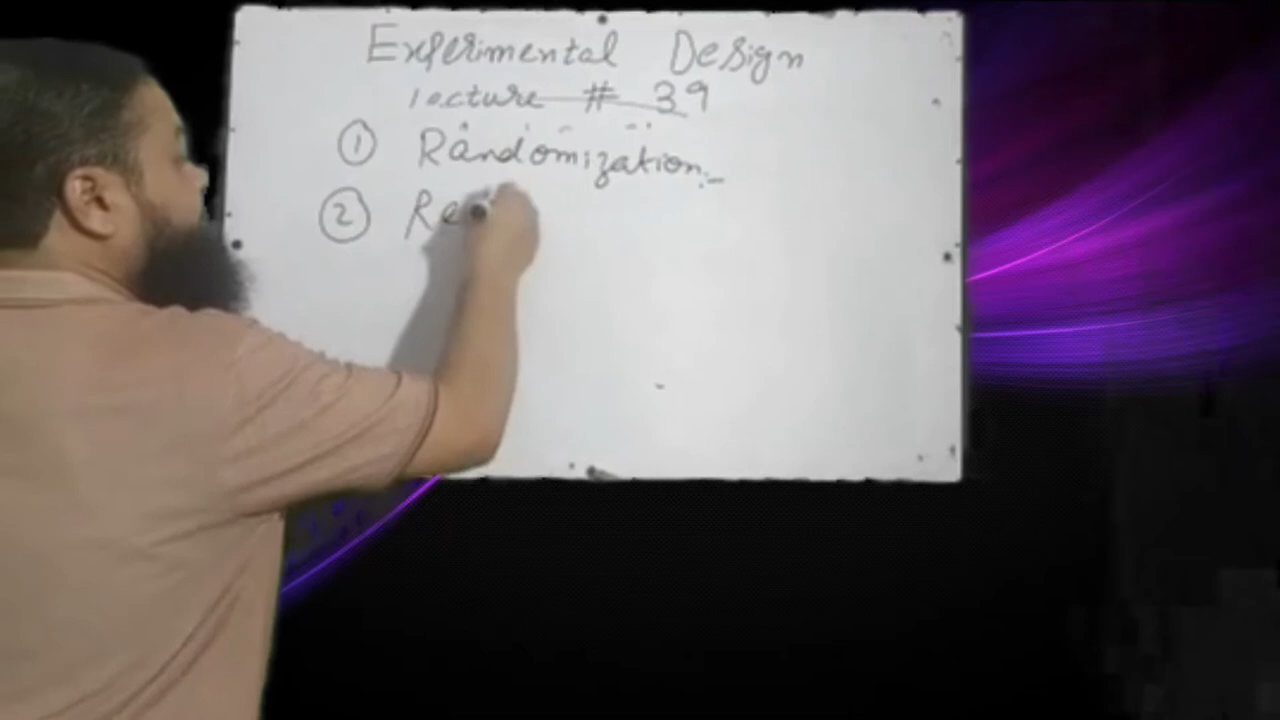 Experimental Design
Lecture # 39
① Randomization
② Re